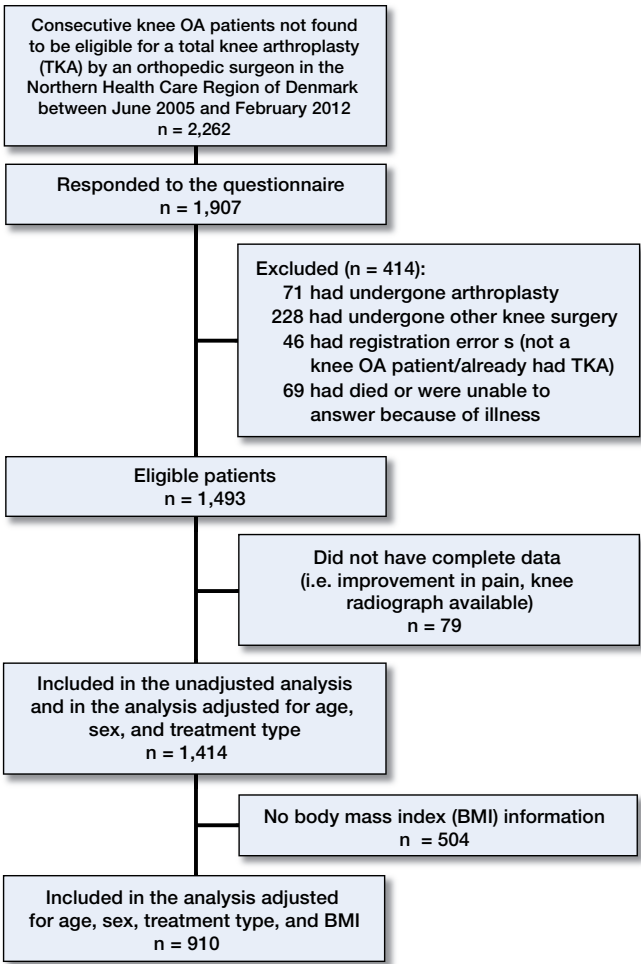 Consecutive knee OA patients not found
to be eligible for a total knee arthroplasty
(TKA) by an orthopedic surgeon in the
Northern Health Care Region of Denmark
between June 2005 and February 2012
n = 2,262
Responded to the questionnaire
n = 1,907
Excluded (n = 414):
71 had undergone arthroplasty
228 had undergone other knee surgery
46 had registration error s (not a
knee OA patient/already had TKA)
69 had died or were unable to
answer because of illness
Eligible patients
n = 1,493
Did not have complete data
(i.e. improvement in pain, knee
radiograph available)
n = 79
Included in the unadjusted analysis
and in the analysis adjusted for age,
sex, and treatment type
n = 1,414
No body mass index (BMI) information
n = 504
Included in the analysis adjusted
for age, sex, treatment type, and BMI
n = 910